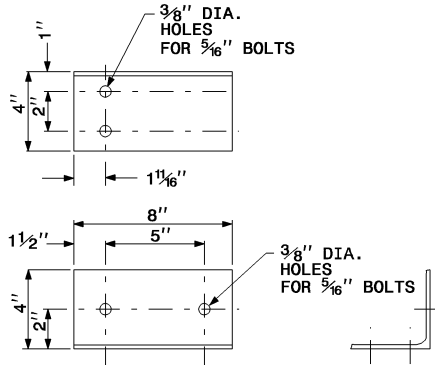 3/8" DIA.
HOLES
FOR 5/16" BOLTS
1"
4"
2"
1 11/16"
8"
1 1/2"
5"
3/8" DIA.
HOLES
FOR 5/16" BOLTS
4"
2"